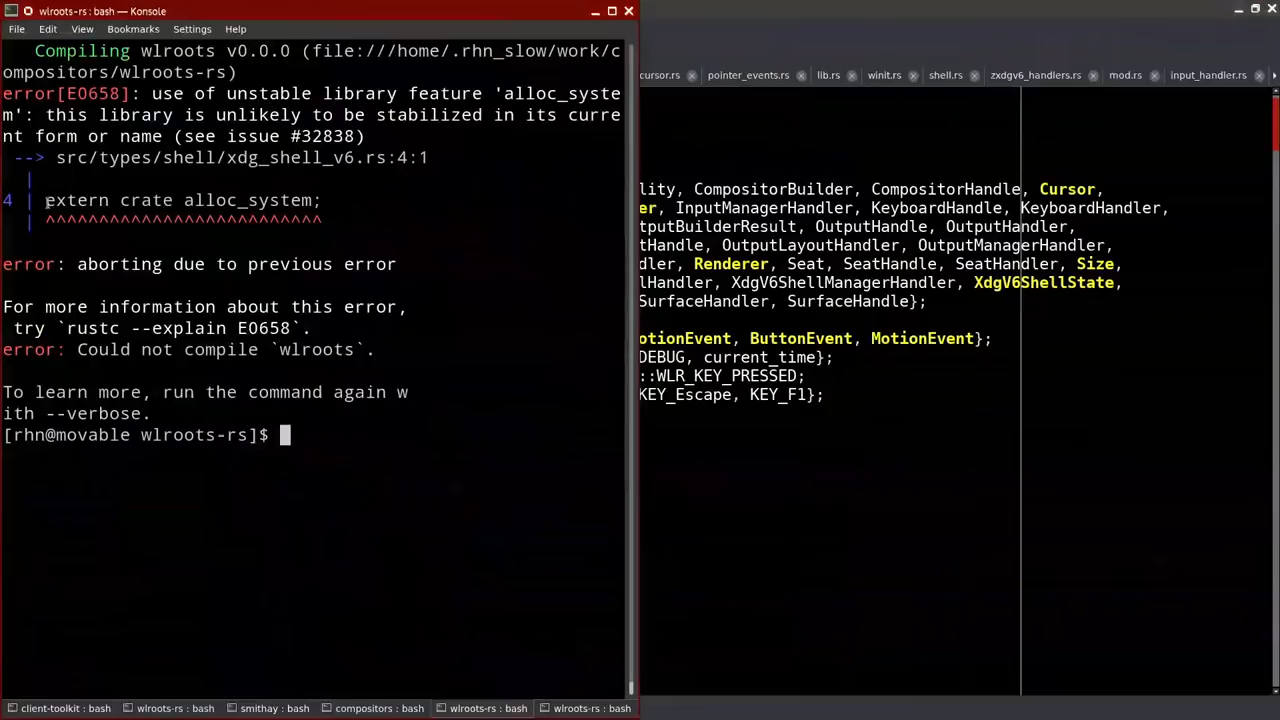 wlroots-rs : bash — Konsole
File Edit View Bookmarks Settings Help
Compiling wlroots v0.0.0 (file:///home/.rhn_slow/work/c
ompositors/wlroots-rs)
error[E0658]: use of unstable library feature 'alloc_syste
m': this library is unlikely to be stabilized in its curre
nt form or name (see issue #32838)
--> src/types/shell/xdg_shell_v6.rs:4:1
|
4 | extern crate alloc_system;
| ^^^^^^^^^^^^^^^^^^^^^^^^^^
error: aborting due to previous error
For more information about this error,
try `rustc --explain E0658`.
error: Could not compile `wlroots`.
To learn more, run the command again w
ith --verbose.
[rhn@movable wlroots-rs]$
client-toolkit : bash wlroots-rs : bash smithay : bash compositors : bash wlroots-rs : bash wlroots-rs : bash
cursor.rs pointer_events.rs lib.rs winit.rs shell.rs zxdgv6_handlers.rs mod.rs input_handler.rs
lity, CompositorBuilder, CompositorHandle, Cursor,
er, InputManagerHandler, KeyboardHandle, KeyboardHandler,
tputBuilderResult, OutputHandle, OutputHandler,
tHandle, OutputLayoutHandler, OutputManagerHandler,
dler, Renderer, Seat, SeatHandle, SeatHandler, Size,
lHandler, XdgV6ShellManagerHandler, XdgV6ShellState,
SurfaceHandler, SurfaceHandle};
otionEvent, ButtonEvent, MotionEvent};
DEBUG, current_time};
::WLR_KEY_PRESSED;
KEY_Escape, KEY_F1};